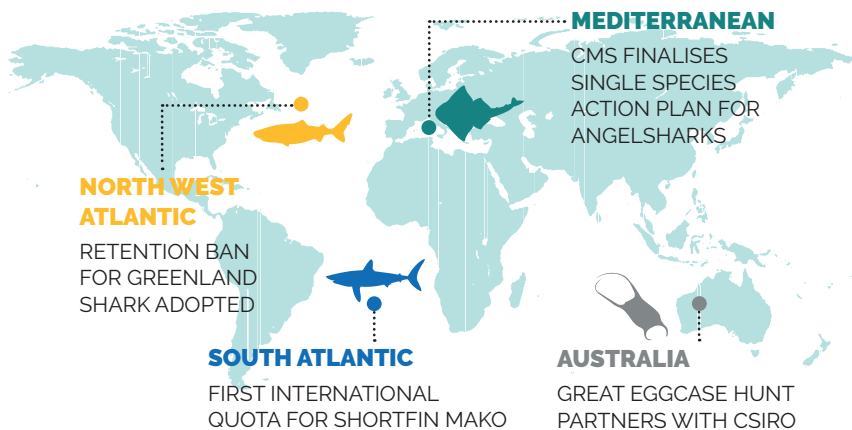 MEDITERRANEAN
CMS FINALISES
SINGLE SPECIES
ACTION PLAN FOR
ANGELSHARKS
NORTH WEST
ATLANTIC
RETENTION BAN
FOR GREENLAND
SHARK ADOPTED
SOUTH ATLANTIC
FIRST INTERNATIONAL
QUOTA FOR SHORTFIN MAKO
AUSTRALIA
GREAT EGGCASE HUNT
PARTNERS WITH CSIRO